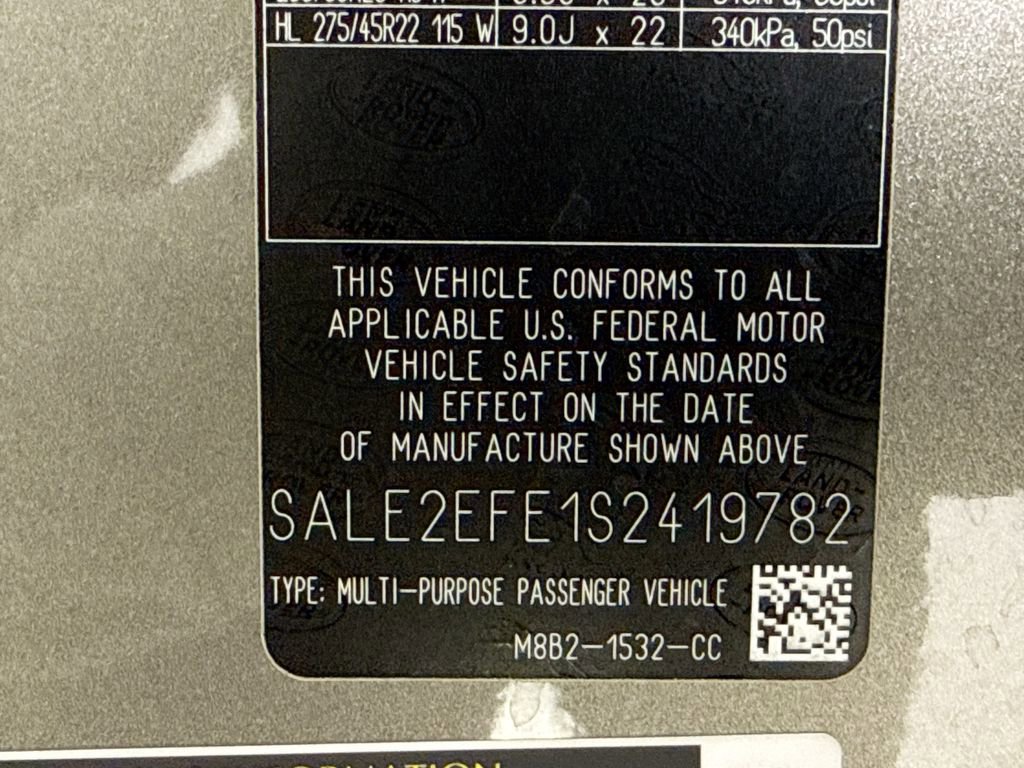 HL 275/45R22 115 W 9.0J x 22 340kPa, 50psi
THIS VEHICLE CONFORMS TO ALL
APPLICABLE U.S. FEDERAL MOTOR
VEHICLE SAFETY STANDARDS
IN EFFECT ON THE DATE
OF MANUFACTURE SHOWN ABOVE
SALE2EFE1S2419782
TYPE: MULTI-PURPOSE PASSENGER VEHICLE
M8B2-1532-CC